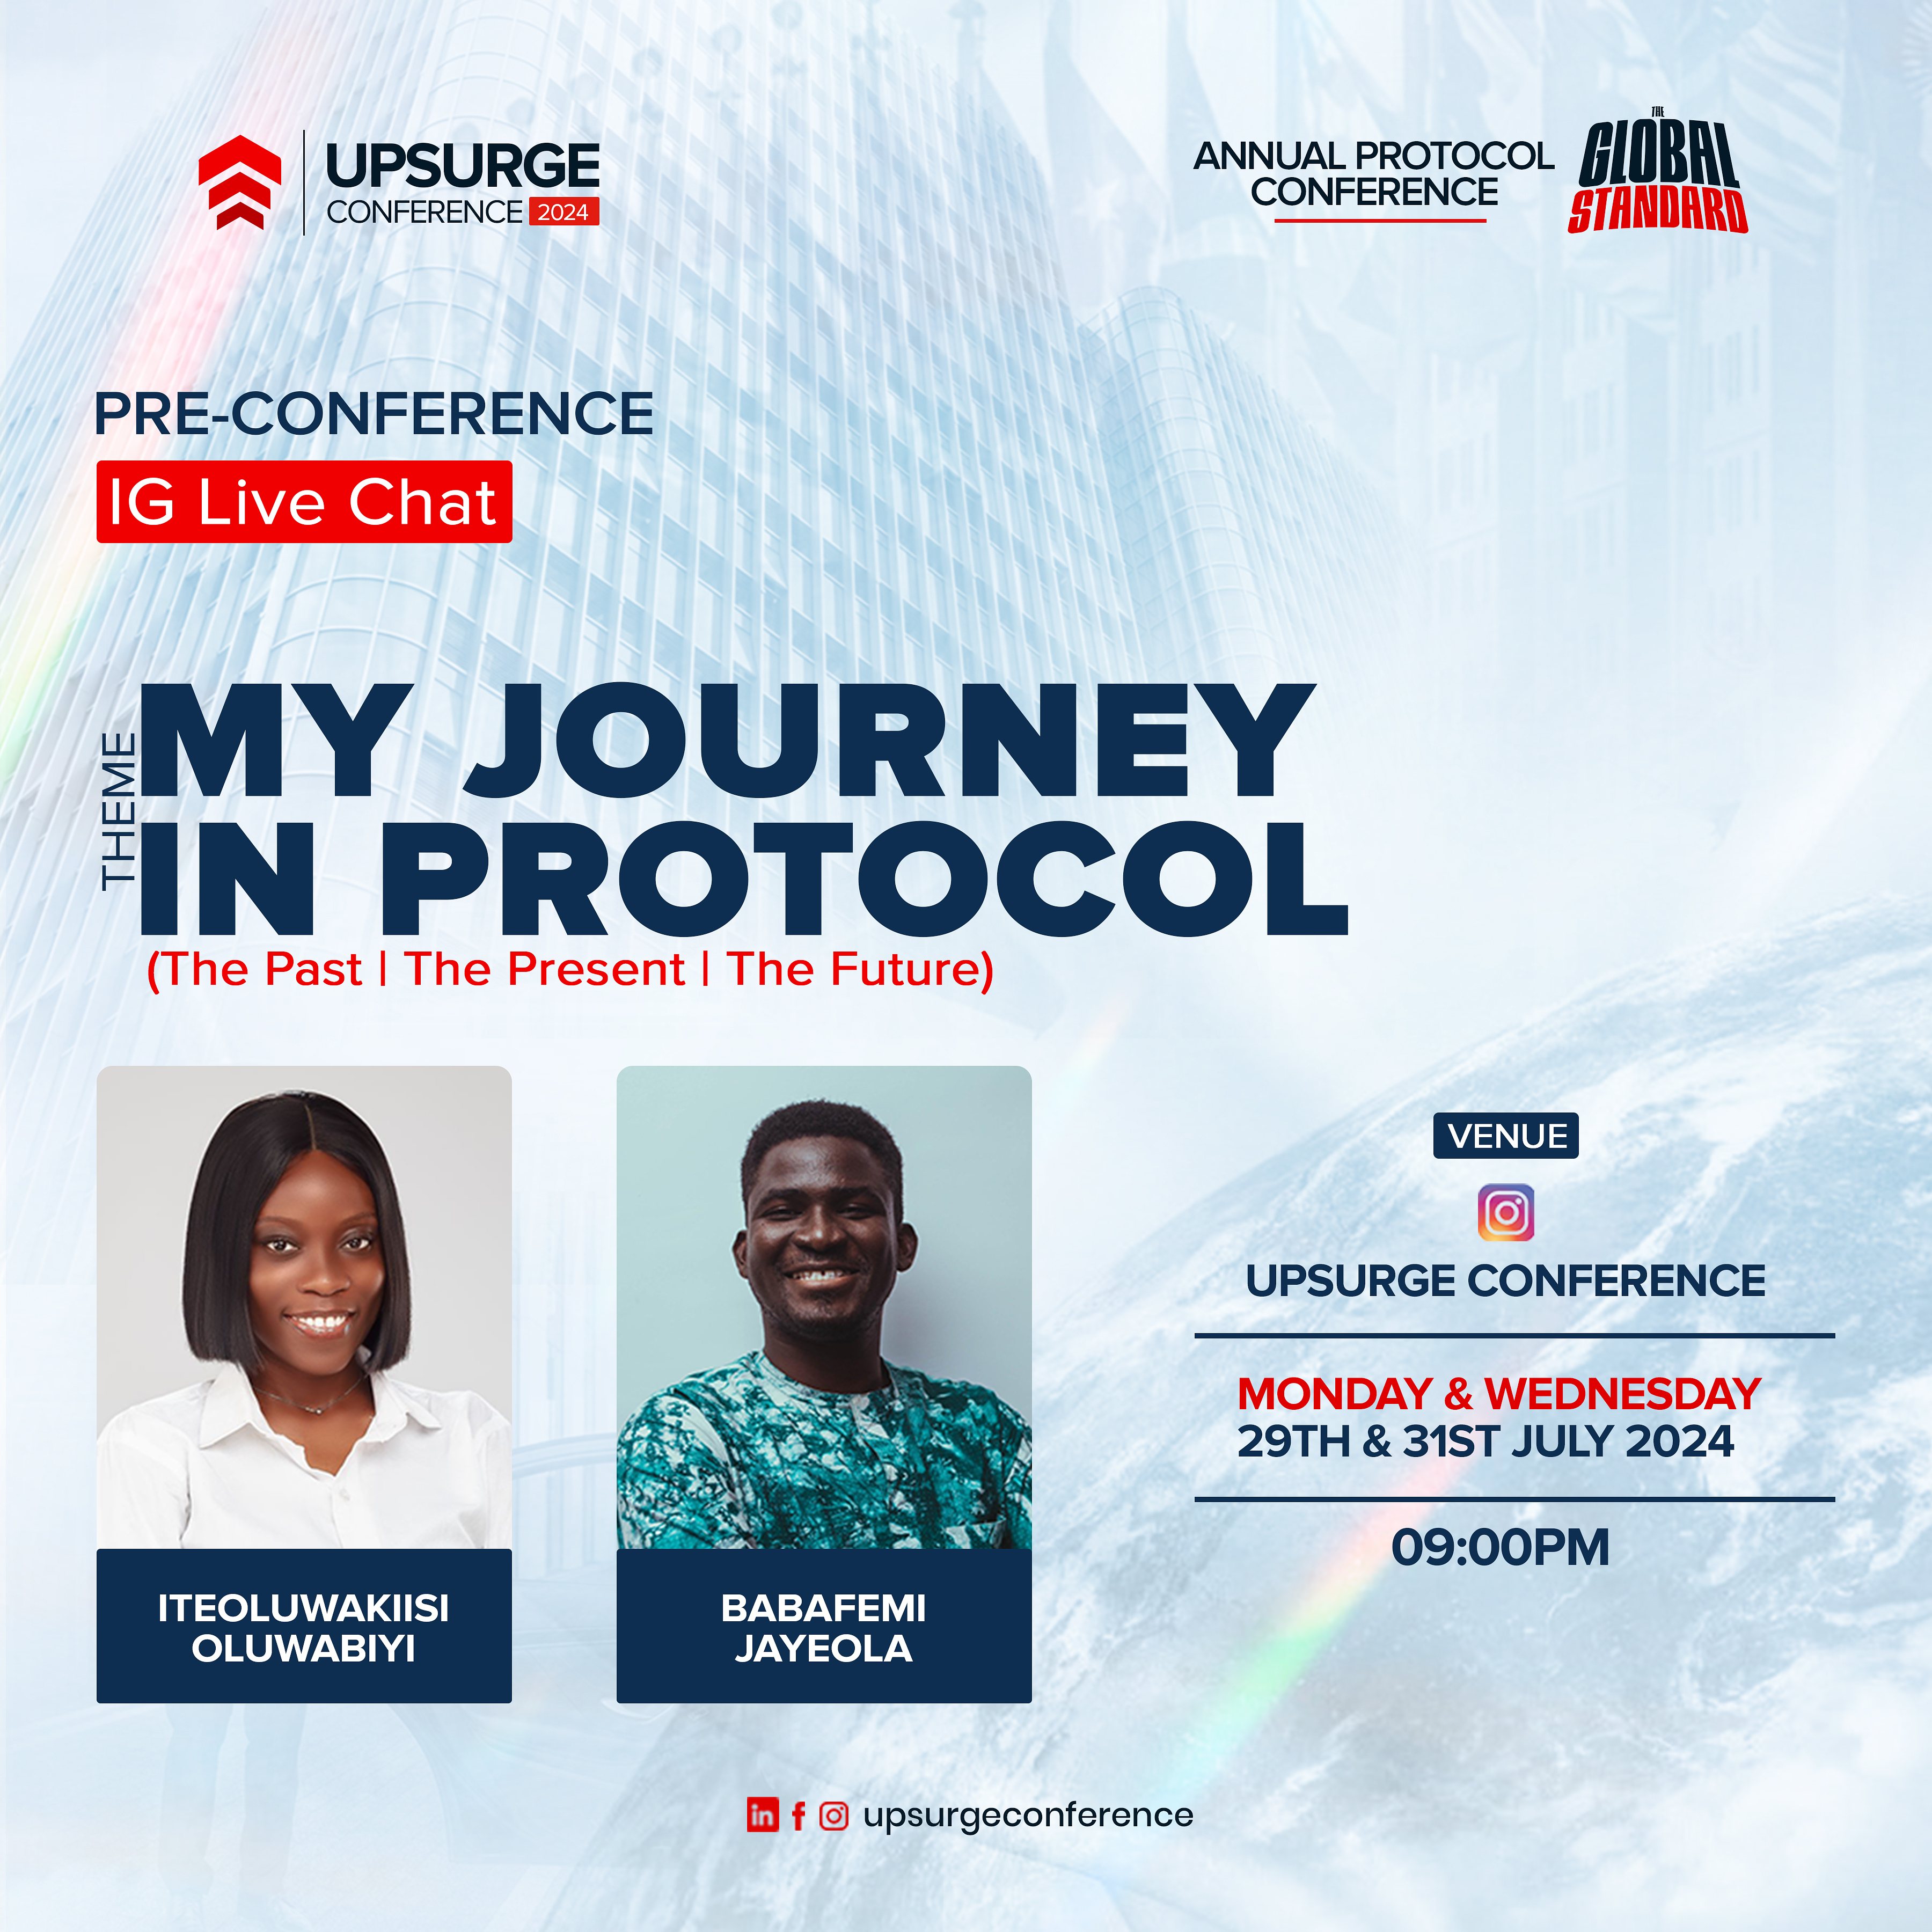 UPSURGE
CONFERENCE 2024
ANNUAL PROTOCOL
CONFERENCE
THE
GLOBAL
STANDARD
PRE-CONFERENCE
IG Live Chat
THEME
MY JOURNEY
IN PROTOCOL
(The Past | The Present | The Future)
ITEOLUWAKIISI
OLUWABIYI
BABAFEMI
JAYEOLA
VENUE
UPSURGE CONFERENCE
MONDAY & WEDNESDAY
29TH & 31ST JULY 2024
09:00PM
in f upsurgeconference